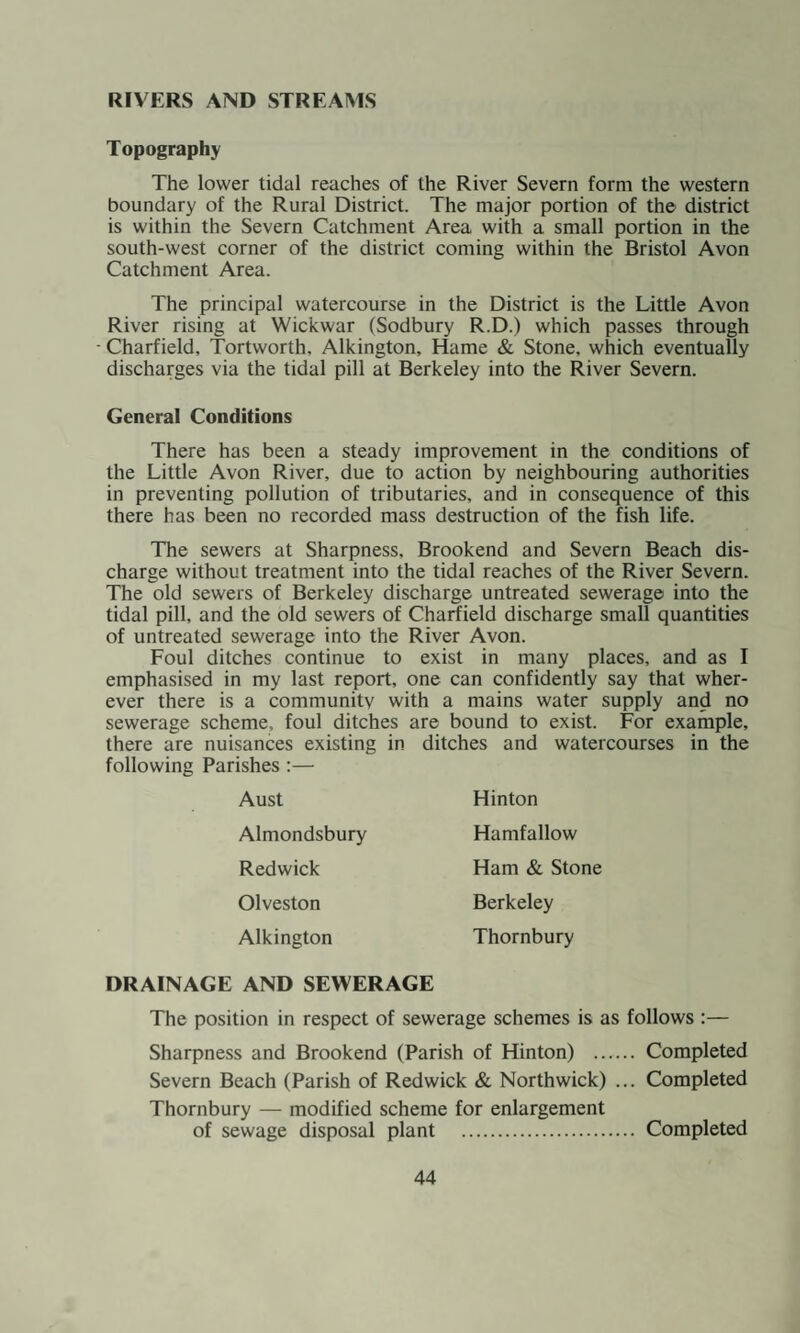 RIVERS AND STREAMS
Topography
The lower tidal reaches of the River Severn form the western
boundary of the Rural District. The major portion of the district
is within the Severn Catchment Area with a small portion in the
south-west corner of the district coming within the Bristol Avon
Catchment Area.
The principal watercourse in the District is the Little Avon
River rising at Wickwar (Sodbury R.D.) which passes through
Charfield, Tortworth, Alkington, Hame & Stone, which eventually
discharges via the tidal pill at Berkeley into the River Severn.
General Conditions
There has been a steady improvement in the conditions of
the Little Avon River, due to action by neighbouring authorities
in preventing pollution of tributaries, and in consequence of this
there has been no recorded mass destruction of the fish life.
The sewers at Sharpness, Brookend and Severn Beach dis-
charge without treatment into the tidal reaches of the River Severn.
The old sewers of Berkeley discharge untreated sewerage into the
tidal pill, and the old sewers of Charfield discharge small quantities
of untreated sewerage into the River Avon.
Foul ditches continue to exist in many places, and as I
emphasised in my last report, one can confidently say that wher-
ever there is a community with a mains water supply and no
sewerage scheme, foul ditches are bound to exist. For example,
there are nuisances existing in ditches and watercourses in the
following Parishes :—
Aust Hinton
Almondsbury Hamfallow
Redwick Ham & Stone
Olveston Berkeley
Alkington Thornbury
DRAINAGE AND SEWERAGE
The position in respect of sewerage schemes is as follows :—
Sharpness and Brookend (Parish of Hinton) ...... Completed
Severn Beach (Parish of Redwick & Northwick) ... Completed
Thornbury — modified scheme for enlargement
of sewage disposal plant ............................ Completed
44